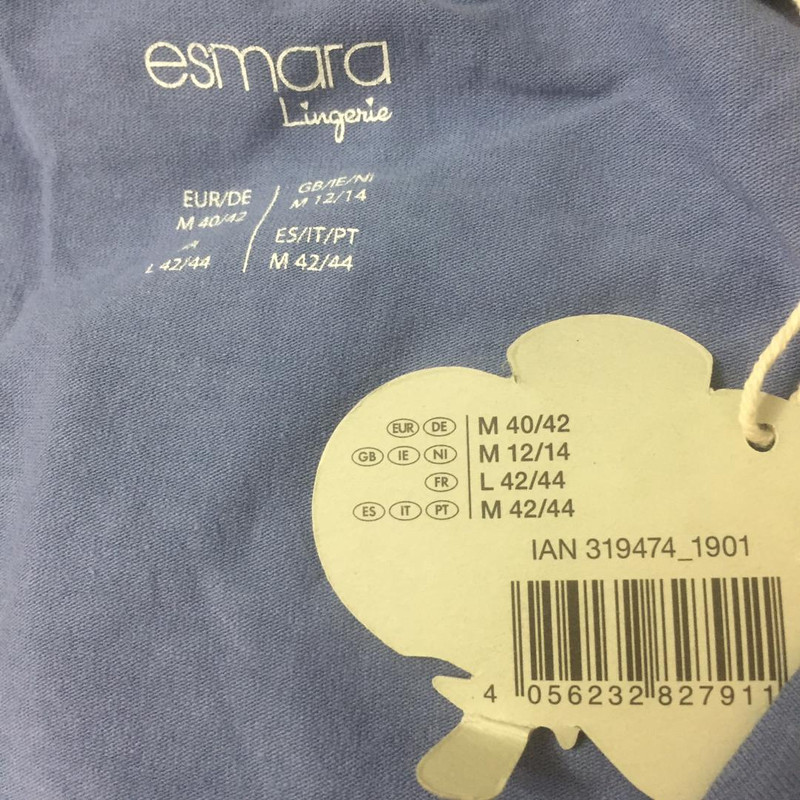 esmara
Lingerie
EUR/DE
M 40/42
L 42/44
GB/IE/NI
M 12/14
ES/IT/PT
M 42/44
EUR DE M 40/42
GB IE NI M 12/14
FR L 42/44
ES IT PT M 42/44
IAN 319474_1901
4 056232 827911